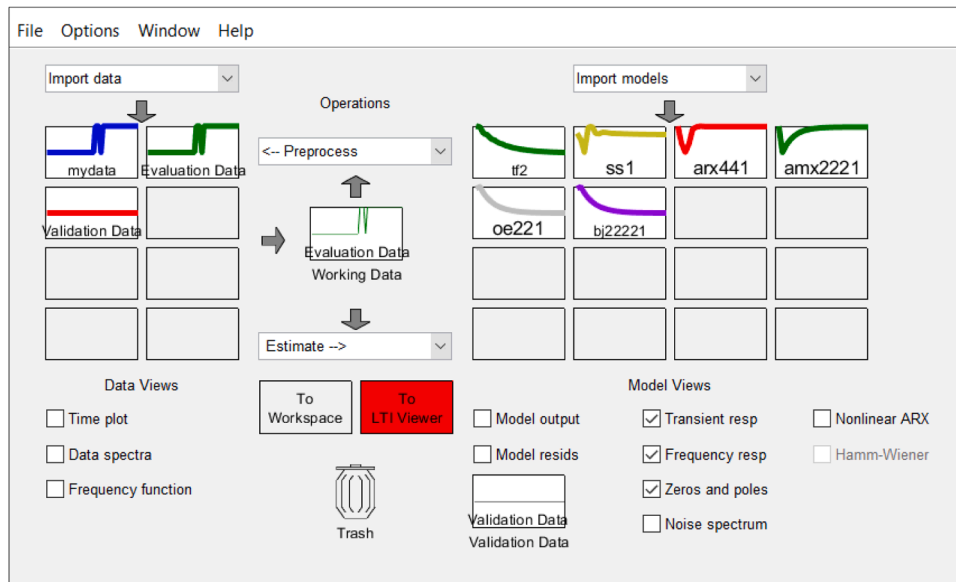 File Options Window Help
Import data
Import models
Operations
mydata
Evaluation Data
<-- Preprocess
tf2
ss1
arx441
amx2221
Validation Data
Evaluation Data
Working Data
oe221
bj22221
Estimate -->
Data Views
Model Views
To
Workspace
To
LTI Viewer
Time plot
Data spectra
Frequency function
Trash
Model output
Model resids
Validation Data
Validation Data
Transient resp
Frequency resp
Zeros and poles
Noise spectrum
Nonlinear ARX
Hamm-Wiener